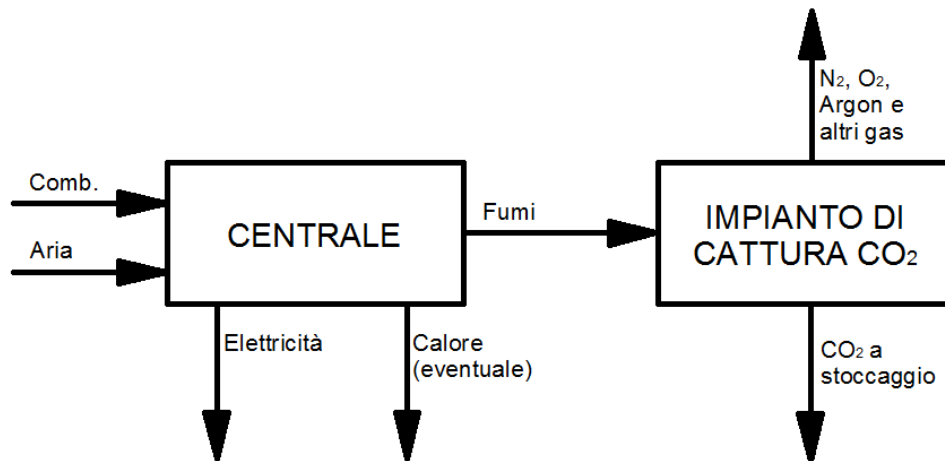 N₂, O₂,
Argon e
altri gas
Comb.
Aria
CENTRALE
Fumi
IMPIANTO DI
CATTURA CO₂
Elettricità
Calore
(eventuale)
CO₂ a
stoccaggio